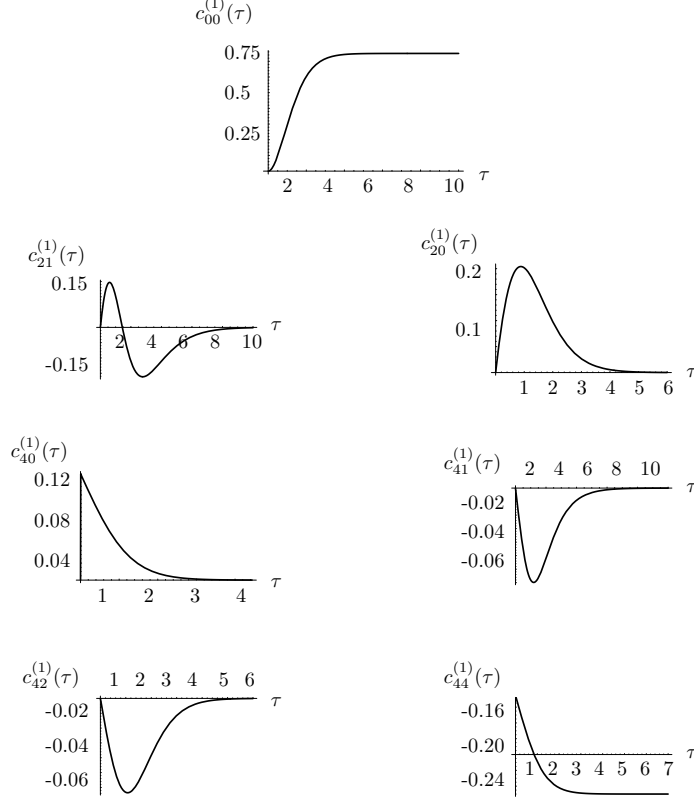 c_{00}^{(1)}(τ)
0.75
0.5
0.25
2 4 6 8 10 τ
c_{21}^{(1)}(τ)
0.15
-0.15
2 4 6 8 10 τ
c_{20}^{(1)}(τ)
0.2
0.1
1 2 3 4 5 6 τ
c_{40}^{(1)}(τ)
0.12
0.08
0.04
1 2 3 4 τ
c_{41}^{(1)}(τ)
2 4 6 8 10
τ
-0.02
-0.04
-0.06
c_{42}^{(1)}(τ)
1 2 3 4 5 6
τ
-0.02
-0.04
-0.06
c_{44}^{(1)}(τ)
-0.16
-0.20
-0.24
τ
1 2 3 4 5 6 7